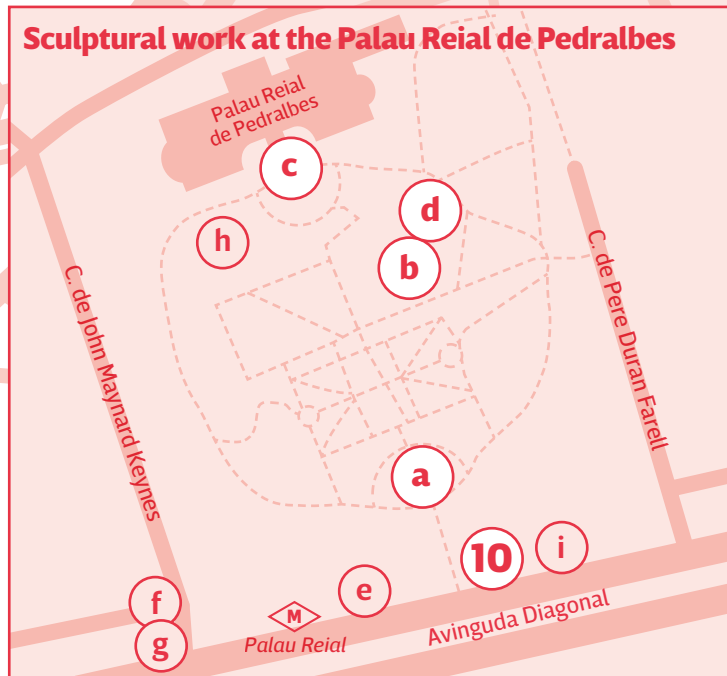 Sculptural work at the Palau Reial de Pedralbes
Palau Reial
de Pedralbes
c
d
h
b
C. de John Maynard Keynes
C. de Pere Duran Farell
a
10
i
e
f
M
g
Palau Reial
Avinguda Diagonal